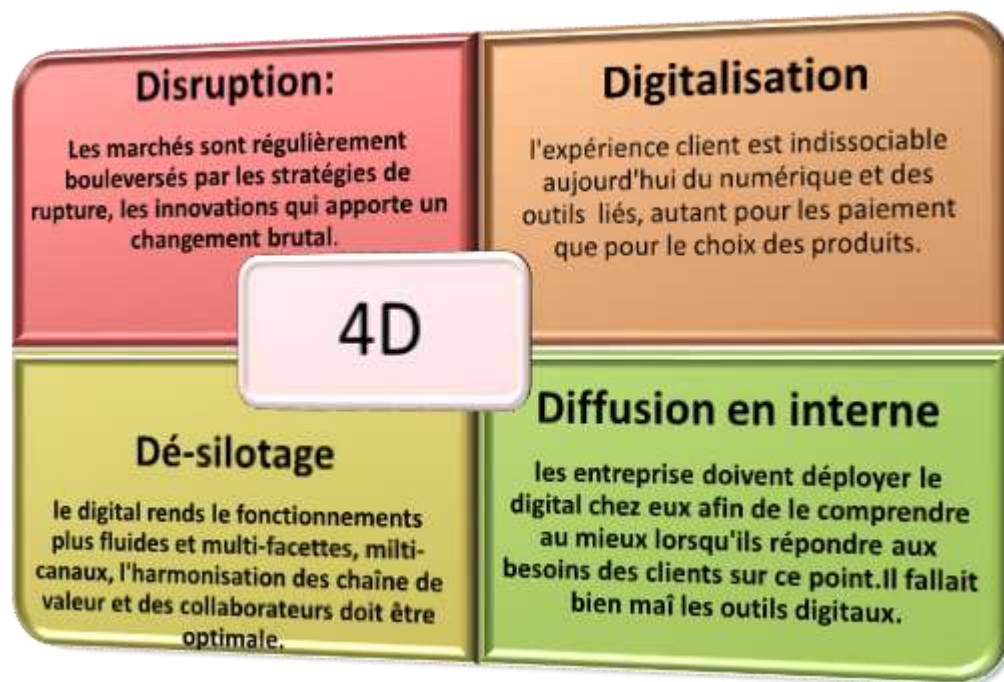 Disruption:
Les marchés sont régulièrement
bouleversés par les stratégies de
rupture, les innovations qui apporte un
changement brutal.
Digitalisation
l'expérience client est indissociable
aujourd'hui du numérique et des
outils liés, autant pour les paiement
que pour le choix des produits.
4D
Dé-silotage
le digital rends le fonctionnements
plus fluides et multi-facettes, milti-
canaux, l'harmonisation des chaîne de
valeur et des collaborateurs doit être
optimale.
Diffusion en interne
les entreprise doivent déployer le
digital chez eux afin de le comprendre
au mieux lorsqu'ils répondre aux
besoins des clients sur ce point.Il fallait
bien maî les outils digitaux.